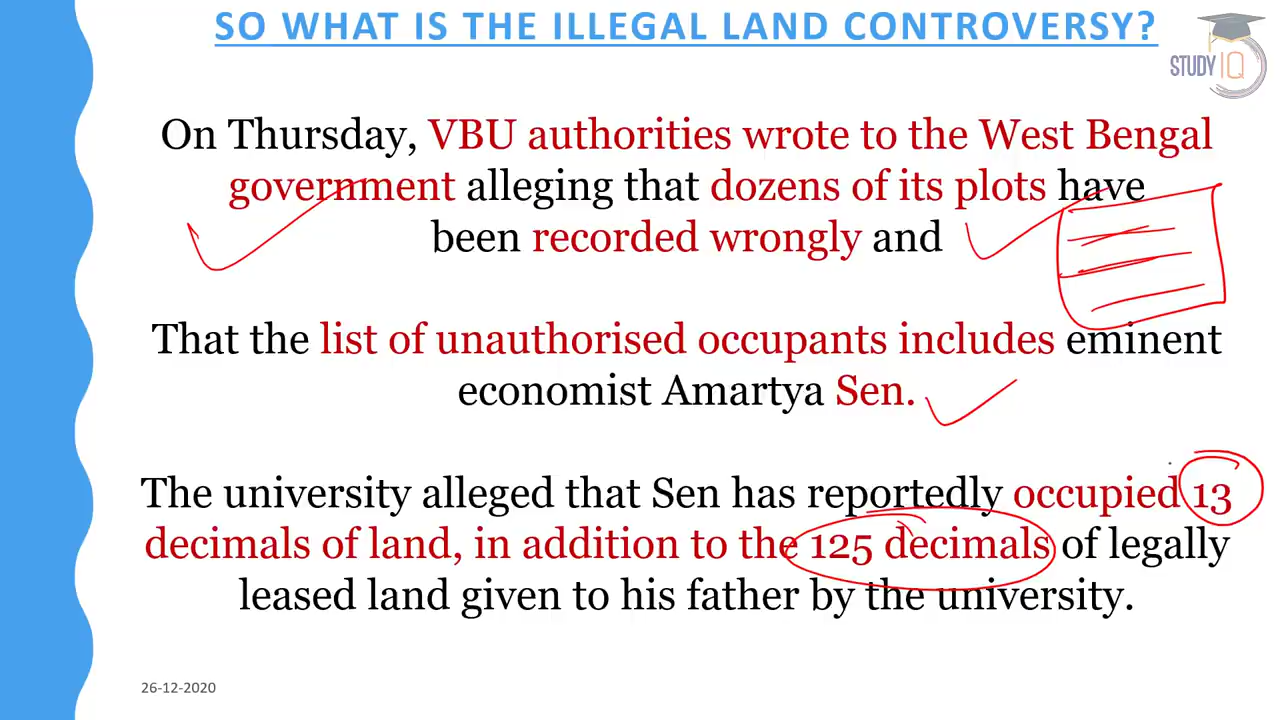 SO WHAT IS THE ILLEGAL LAND CONTROVERSY?
STUDY IQ
On Thursday, VBU authorities wrote to the West Bengal
government alleging that dozens of its plots have
been recorded wrongly and
That the list of unauthorised occupants includes eminent
economist Amartya Sen.
The university alleged that Sen has reportedly occupied 13
decimals of land, in addition to the 125 decimals of legally
leased land given to his father by the university.
26-12-2020